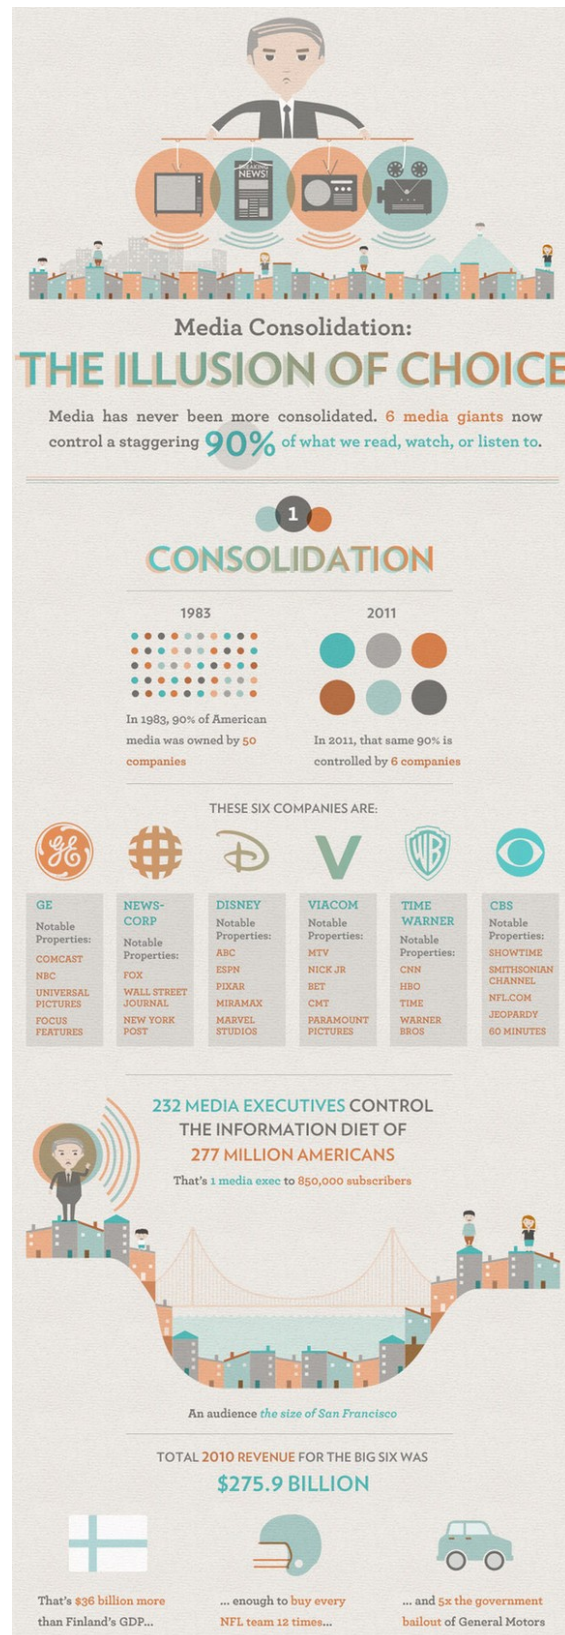 BREAKING
NEWS!
Media Consolidation:
THE ILLUSION OF CHOICE
Media has never been more consolidated. 6 media giants now
control a staggering 90% of what we read, watch, or listen to.
1
CONSOLIDATION
1983
2011
In 1983, 90% of American
media was owned by 50
companies
In 2011, that same 90% is
controlled by 6 companies
THESE SIX COMPANIES ARE:
GE
Notable
Properties:
COMCAST
NBC
UNIVERSAL
PICTURES
FOCUS
FEATURES
NEWS-
CORP
Notable
Properties:
FOX
WALL STREET
JOURNAL
NEW YORK
POST
DISNEY
Notable
Properties:
ABC
ESPN
PIXAR
MIRAMAX
MARVEL
STUDIOS
V
VIACOM
Notable
Properties:
MTV
NICK JR
BET
CMT
PARAMOUNT
PICTURES
WB
TIME
WARNER
Notable
Properties:
CNN
HBO
TIME
WARNER
BROS
CBS
Notable
Properties:
SHOWTIME
SMITHSONIAN
CHANNEL
NFL.COM
JEOPARDY
60 MINUTES
232 MEDIA EXECUTIVES CONTROL
THE INFORMATION DIET OF
277 MILLION AMERICANS
That's 1 media exec to 850,000 subscribers
An audience the size of San Francisco
TOTAL 2010 REVENUE FOR THE BIG SIX WAS
$275.9 BILLION
That's $36 billion more
than Finland's GDP...
... enough to buy every
NFL team 12 times...
... and 5x the government
bailout of General Motors